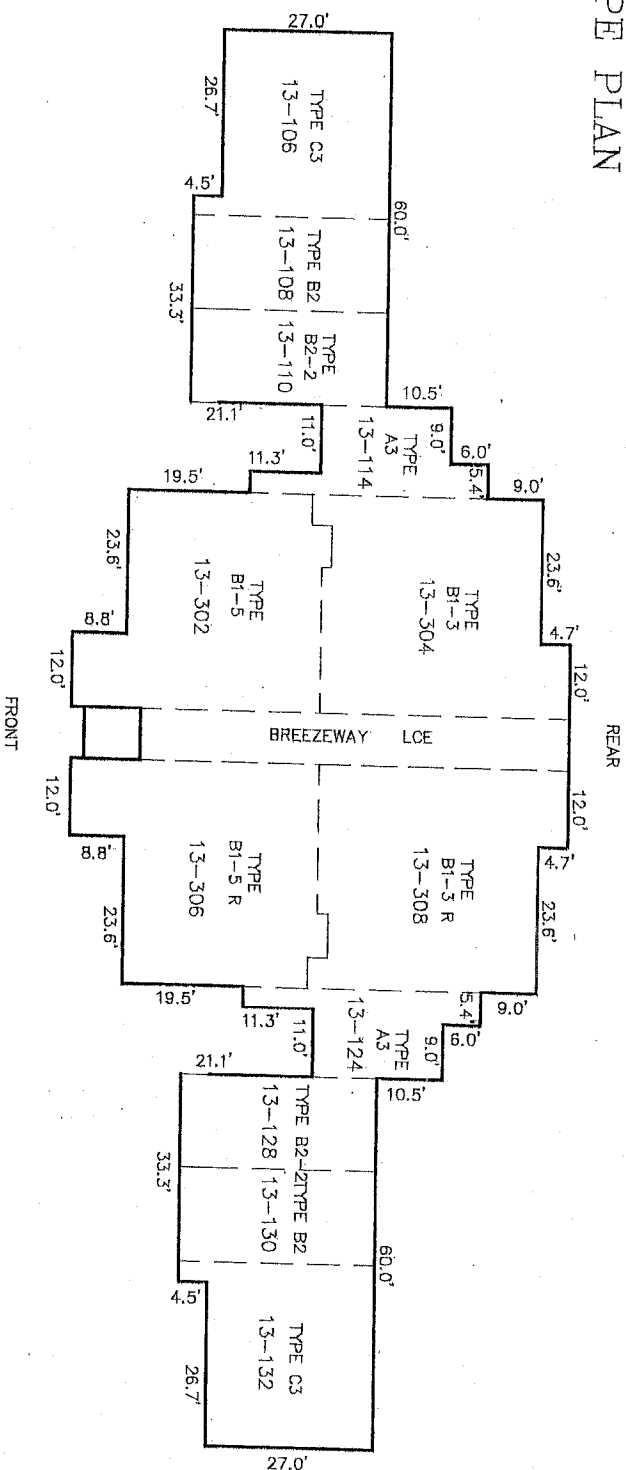 PE PLAN
27.0'
26.7'
TYPE C3
13-106
4.5'
60.0'
33.3'
TYPE B2
13-108
TYPE
B2-2
13-110
21.1'
11.0'
10.5'
TYPE
A3
13-114
9.0'
6.0'
5.4'
9.0'
11.3'
19.5'
23.6'
TYPE
B1-5
13-302
TYPE
B1-3
13-304
23.6'
8.8'
4.7'
12.0'
12.0'
REAR
BREEZEWAY LCE
FRONT
12.0'
12.0'
8.8'
4.7'
23.6'
TYPE
B1-5 R
13-306
TYPE
B1-3 R
13-308
23.6'
19.5'
9.0'
5.4'
6.0'
11.3'
11.0'
TYPE
A3
13-124
9.0'
10.5'
21.1'
TYPE B2-2
13-128
TYPE B2
13-130
33.3'
60.0'
4.5'
TYPE C3
13-132
26.7'
27.0'